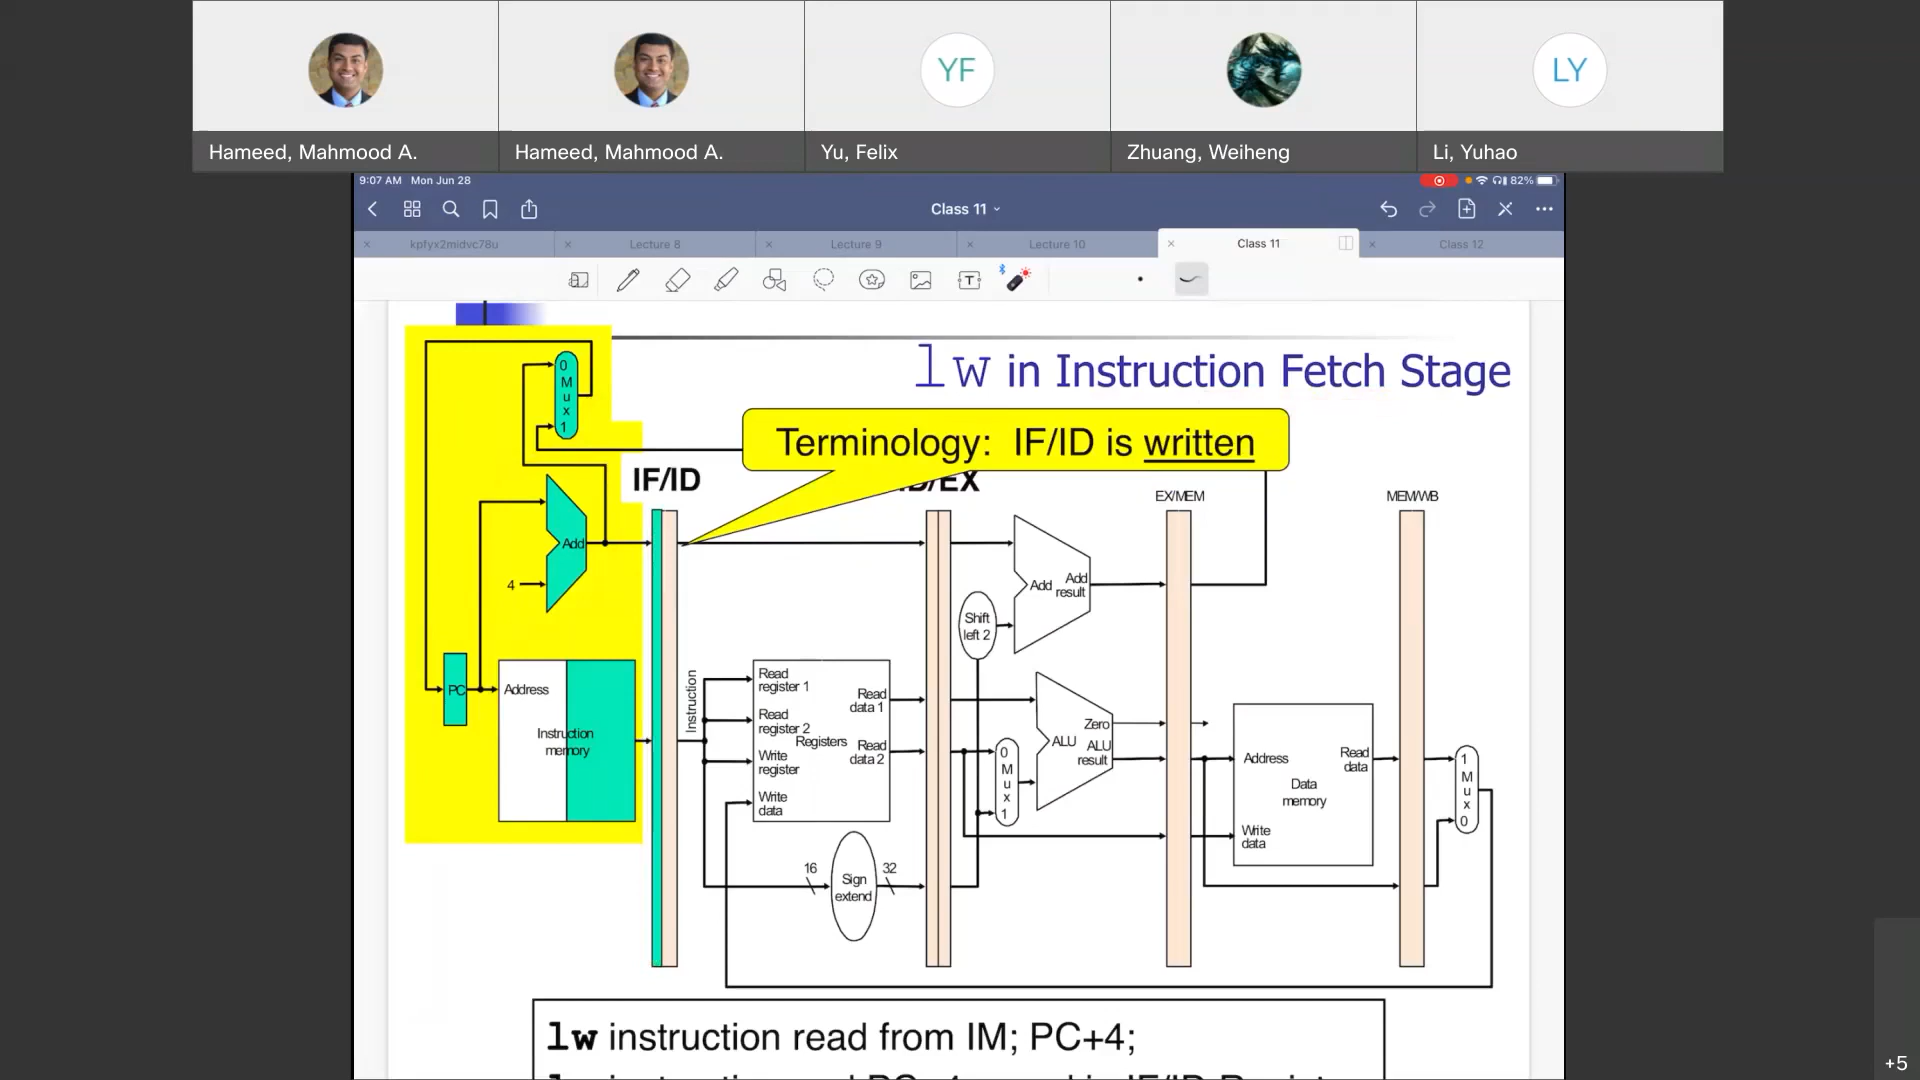 YF
LY
Hameed, Mahmood A.
Hameed, Mahmood A.
Yu, Felix
Zhuang, Weiheng
Li, Yuhao
9:07 AM Mon Jun 28
82%
Class 11
kpfyx2midvc78u
Lecture 8
Lecture 9
Lecture 10
Class 11
Class 12
T
lw in Instruction Fetch Stage
0
M
u
x
1
Terminology: IF/ID is written
IF/ID
ID/EX
EX/MEM
MEM/WB
Add
4
Add
Add
result
Shift
left 2
PC
Address
Instruction
memory
Instruction
Read
register 1
Read
register 2
Write
register
Write
data
Registers
Read
data 1
Read
data 2
0
M
u
x
1
Zero
ALU
ALU
result
Address
Read
data
Data
memory
Write
data
1
M
u
x
0
16
Sign
extend
32
lw instruction read from IM; PC+4;
+5